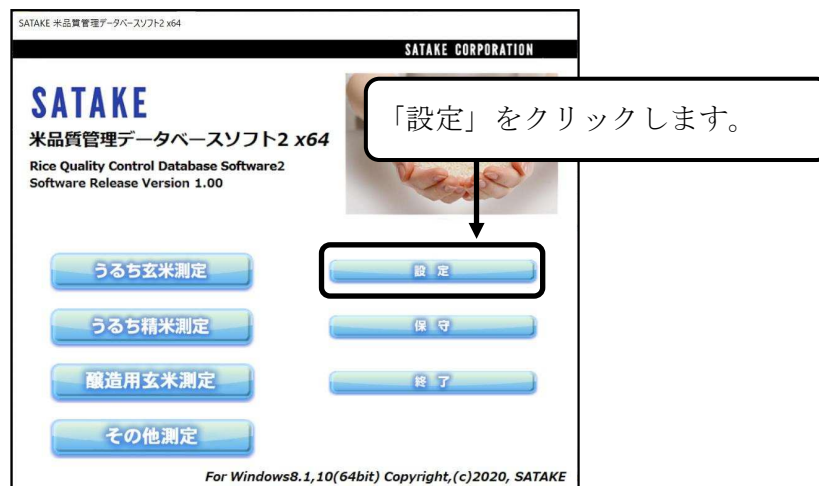 SATAKE 米品質管理データベースソフト2 x64
SATAKE CORPORATION
SATAKE
米品質管理データベースソフト2 x64
Rice Quality Control Database Software2
Software Release Version 1.00
「設定」をクリックします。
うるち玄米測定
設 定
うるち精米測定
保 守
醸造用玄米測定
終 了
その他測定
For Windows8.1,10(64bit) Copyright,(c)2020, SATAKE